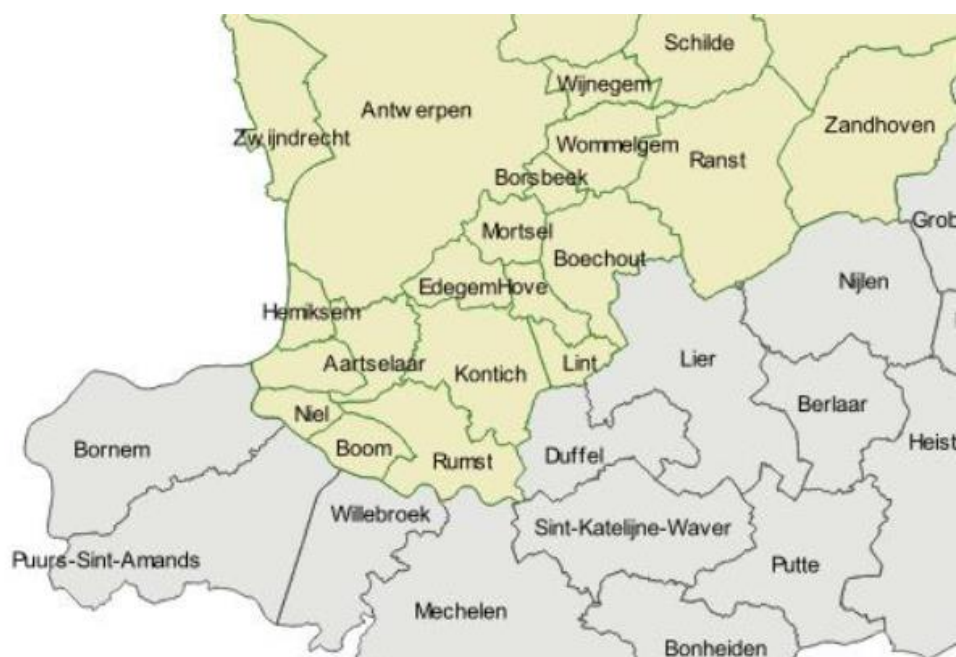 Schilde
Wijnegem
Antwerpen
Zandhoven
Zwijndrecht
Wommelgem
Ranst
Borsbeek
Grob
Mortsel
Boechout
Nijlen
EdegemHove
Hemiksem
Aartselaar
Lint
Lier
Kontich
Berlaar
Niel
Bornem
Boom
Rumst
Duffel
Heist
Willebroek
Sint-Katelijne-Waver
Puurs-Sint-Amands
Putte
Mechelen
Bonheiden